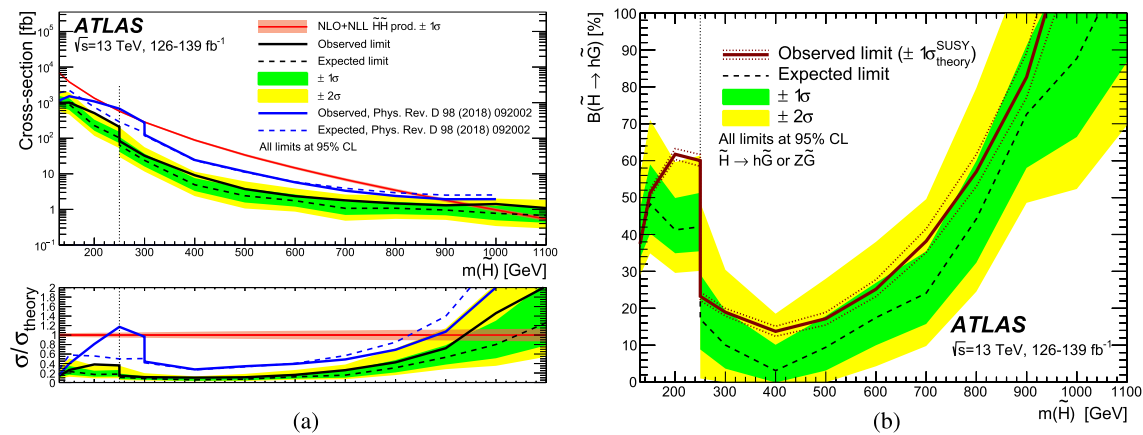 ATLAS
√s=13 TeV, 126-139 fb⁻¹
NLO+NLL H̃H̃ prod. ± 1σ
Observed limit
Expected limit
± 1σ
± 2σ
Observed, Phys. Rev. D 98 (2018) 092002
Expected, Phys. Rev. D 98 (2018) 092002
All limits at 95% CL
Cross-section [fb]
10⁵
10⁴
10³
10²
10
1
10⁻¹
200 300 400 500 600 700 800 900 1000 1100
m(H̃) [GeV]
σ/σtheory
2
1.8
1.6
1.4
1.2
1
0.8
0.6
0.4
0.2
0
(a)
B(H̃ → hG̃) [%]
100
90
80
70
60
50
40
30
20
10
0
Observed limit (± 1σ^SUSY_theory)
Expected limit
± 1σ
± 2σ
All limits at 95% CL
H̃ → hG̃ or ZG̃
ATLAS
√s=13 TeV, 126-139 fb⁻¹
200 300 400 500 600 700 800 900 1000 1100
m(H̃) [GeV]
(b)